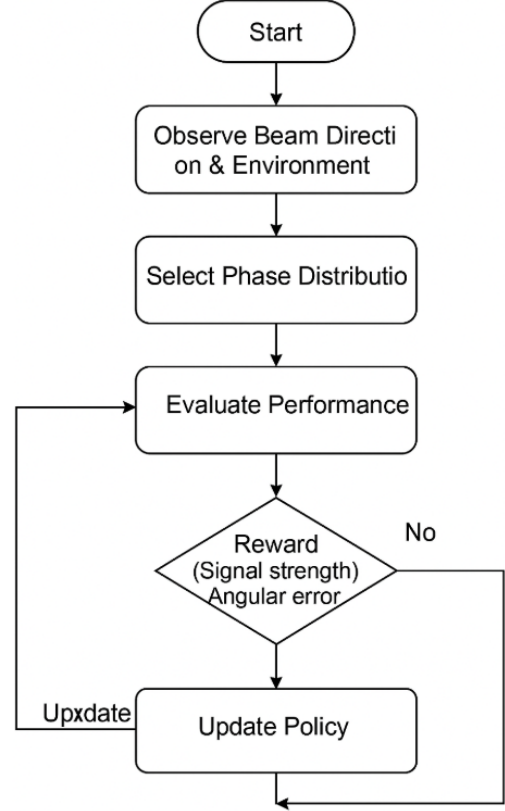 Start
Observe Beam Directi
on & Environment
Select Phase Distributio
Evaluate Performance
No
Reward
(Signal strength)
Angular error
Upxdate
Update Policy